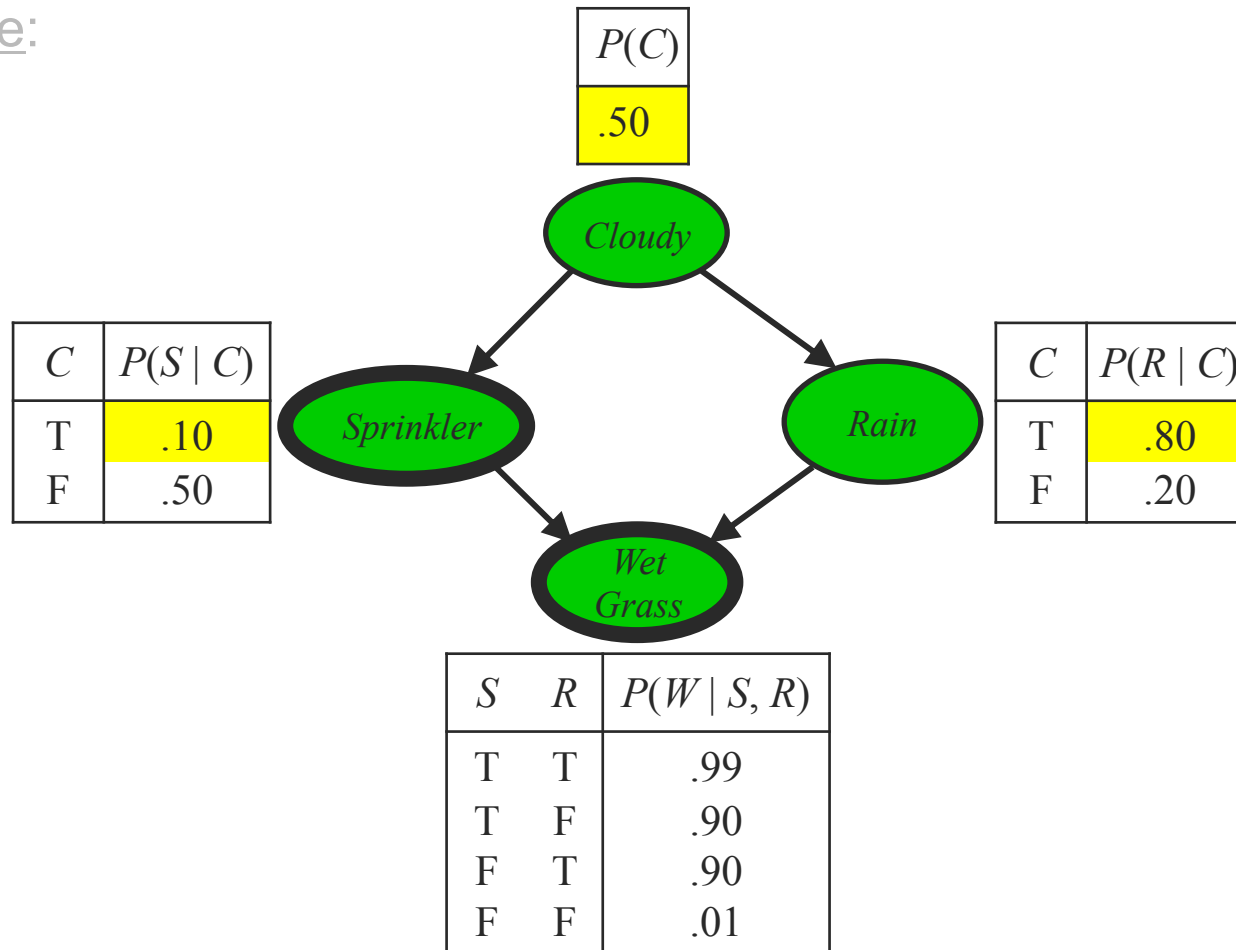 e:
P(C)
.50
Cloudy
C P(S | C)
T .10
F .50
Sprinkler
Rain
C P(R | C)
T .80
F .20
Wet
Grass
S R P(W | S, R)
T T .99
T F .90
F T .90
F F .01